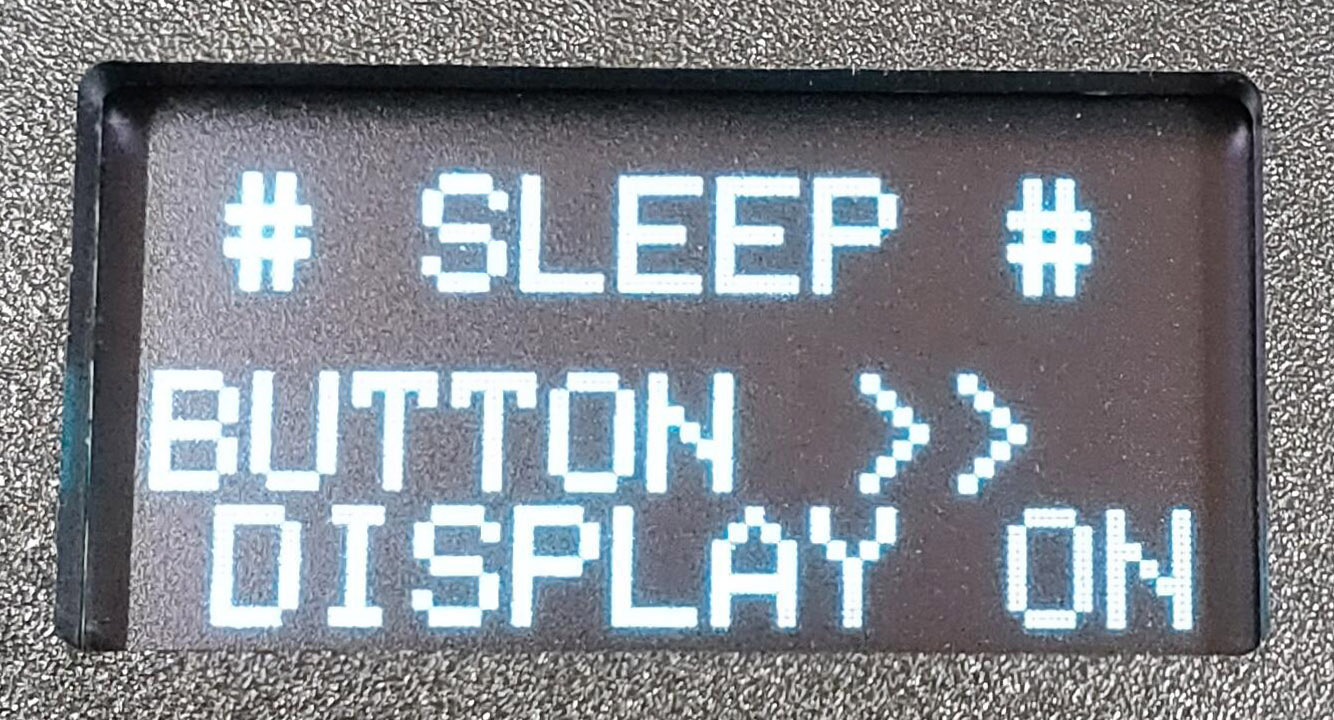 # SLEEP #
BUTTON >>
DISPLAY ON